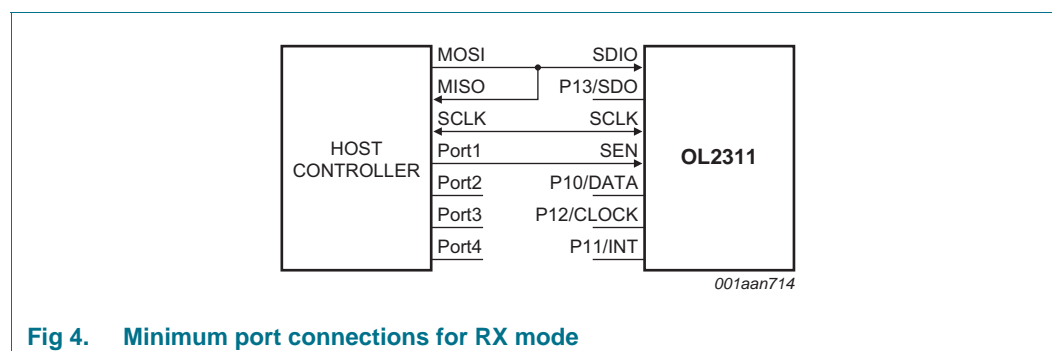 MOSI SDIO
MISO P13/SDO
SCLK SCLK
HOST CONTROLLER
Port1 SEN
OL2311
Port2 P10/DATA
Port3 P12/CLOCK
Port4 P11/INT
001aan714
Fig 4. Minimum port connections for RX mode